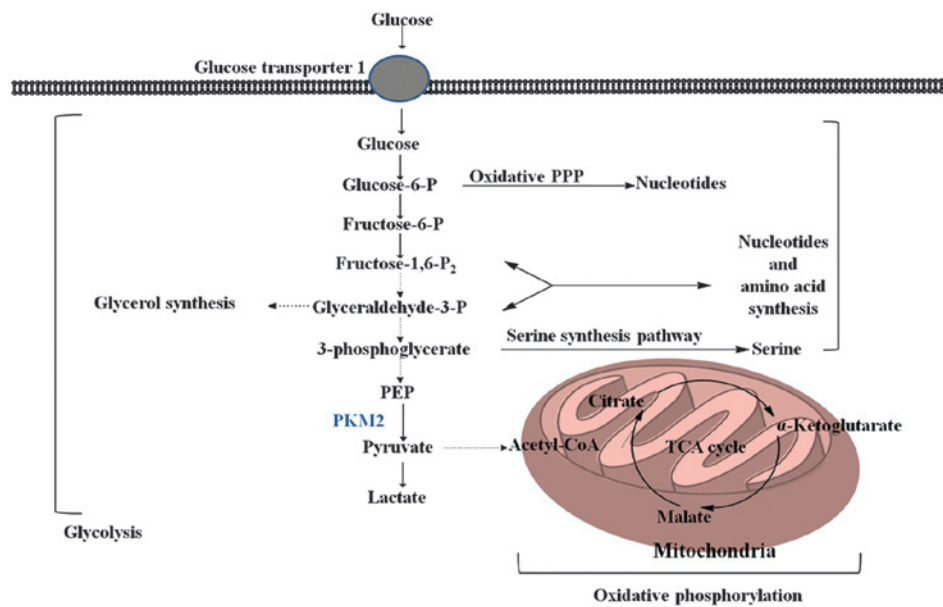 Glucose
Glucose transporter 1
Glucose
Glucose-6-P
Oxidative PPP
Nucleotides
Fructose-6-P
Fructose-1,6-P₂
Nucleotides
and
amino acid
synthesis
Glycerol synthesis
Glyceraldehyde-3-P
3-phosphoglycerate
Serine synthesis pathway
Serine
PEP
PKM2
Pyruvate
Lactate
Citrate
α-Ketoglutarate
Acetyl-CoA
TCA cycle
Malate
Mitochondria
Glycolysis
Oxidative phosphorylation